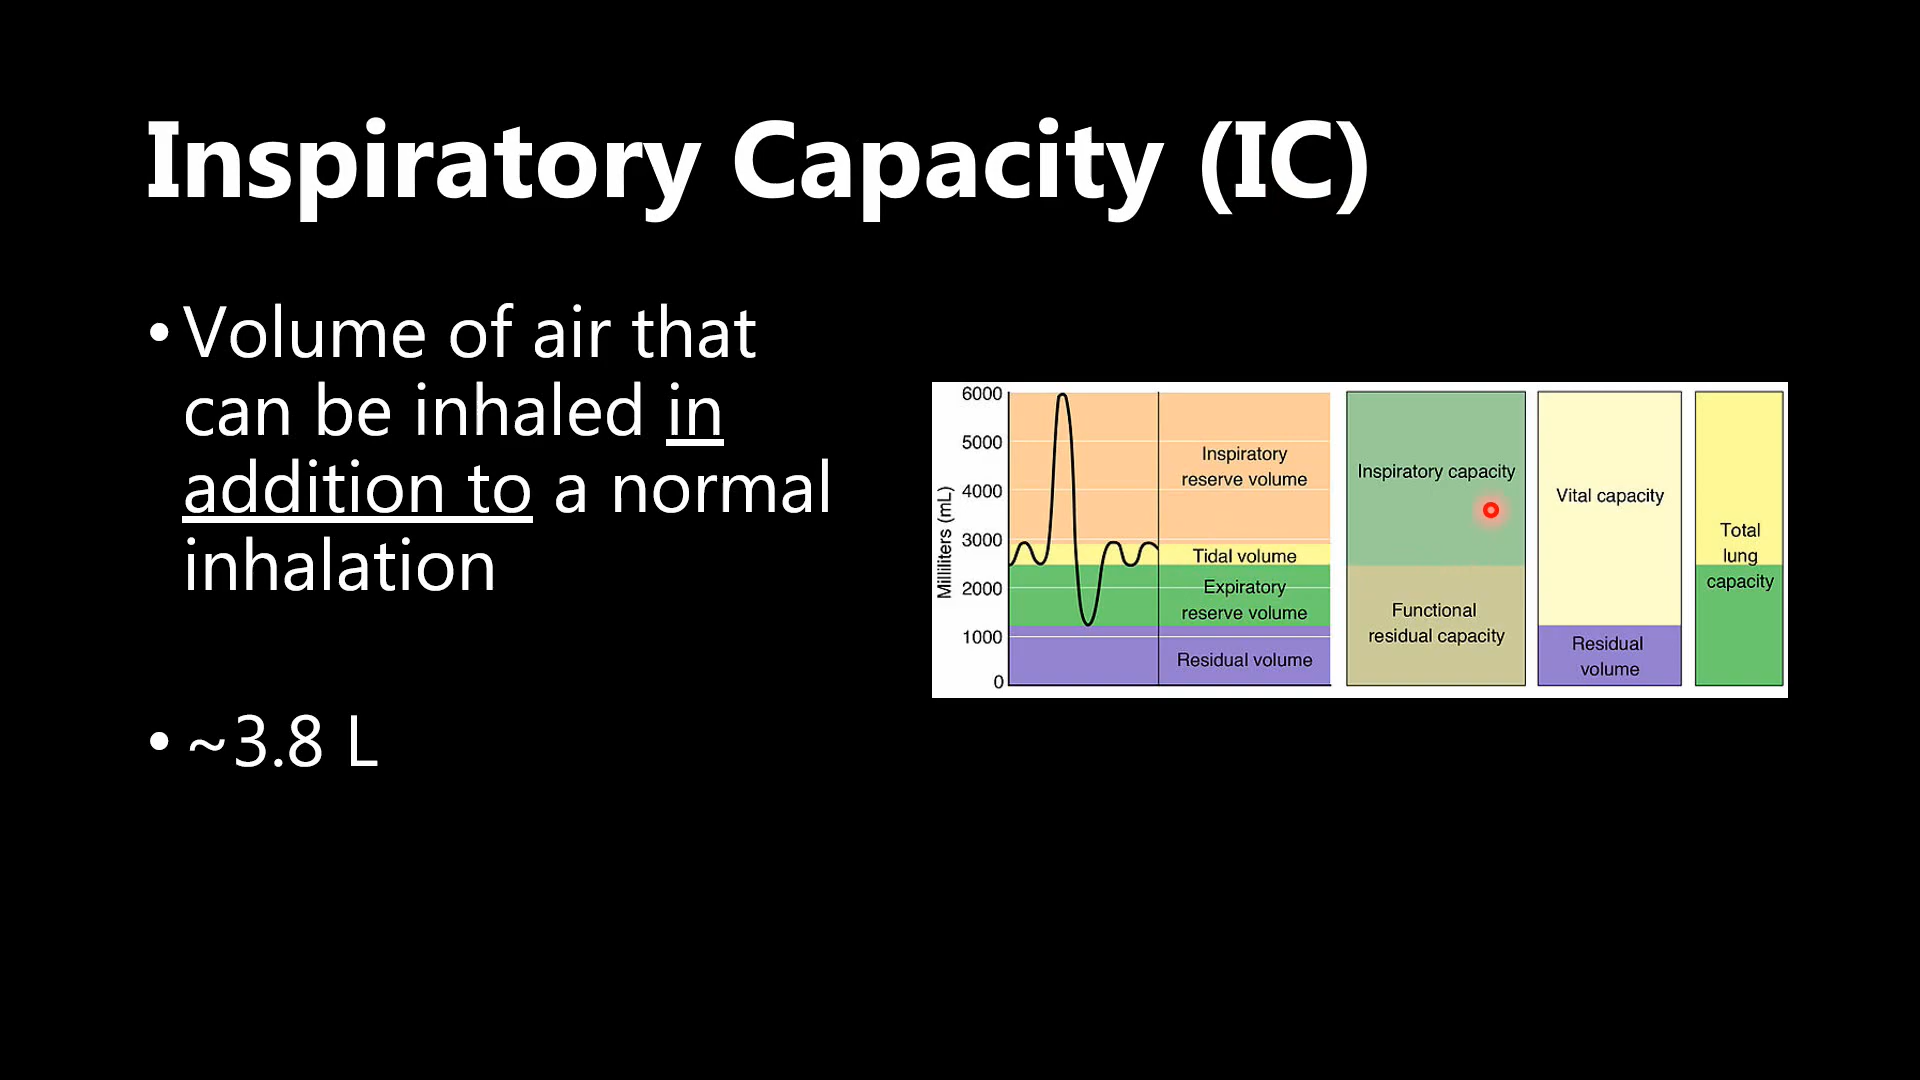 Inspiratory Capacity (IC)
• Volume of air that
can be inhaled in
addition to a normal
inhalation
• ~3.8 L
Milliliters (mL)
6000
5000
4000
3000
2000
1000
0
Inspiratory
reserve volume
Tidal volume
Expiratory
reserve volume
Residual volume
Inspiratory capacity
Functional
residual capacity
Vital capacity
Residual
volume
Total
lung
capacity